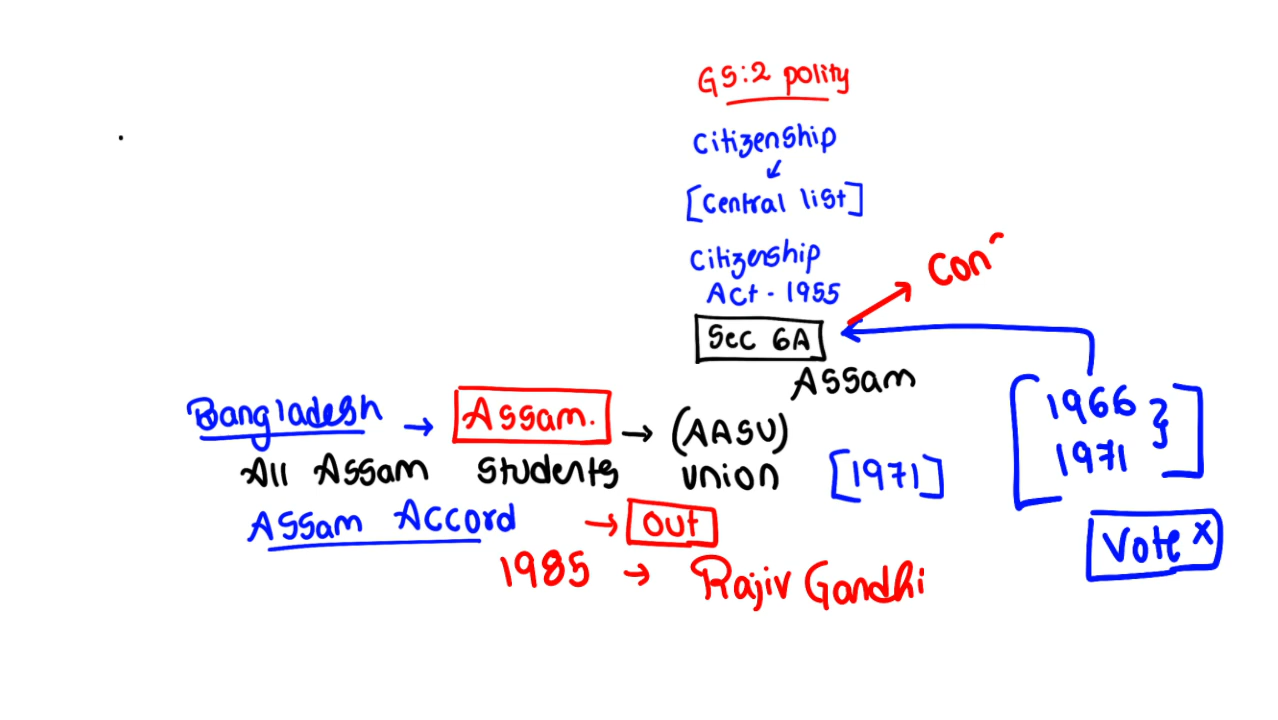 GS:2 polity
Citizenship
[Central list]
Citizenship
Act - 1955
Sec 6A
Con
Assam
Bangladesh → Assam. → (AASU)
All Assam Students Union [1971]
1966
1971
Assam Accord → Out
Vote x
1985 → Rajiv Gandhi